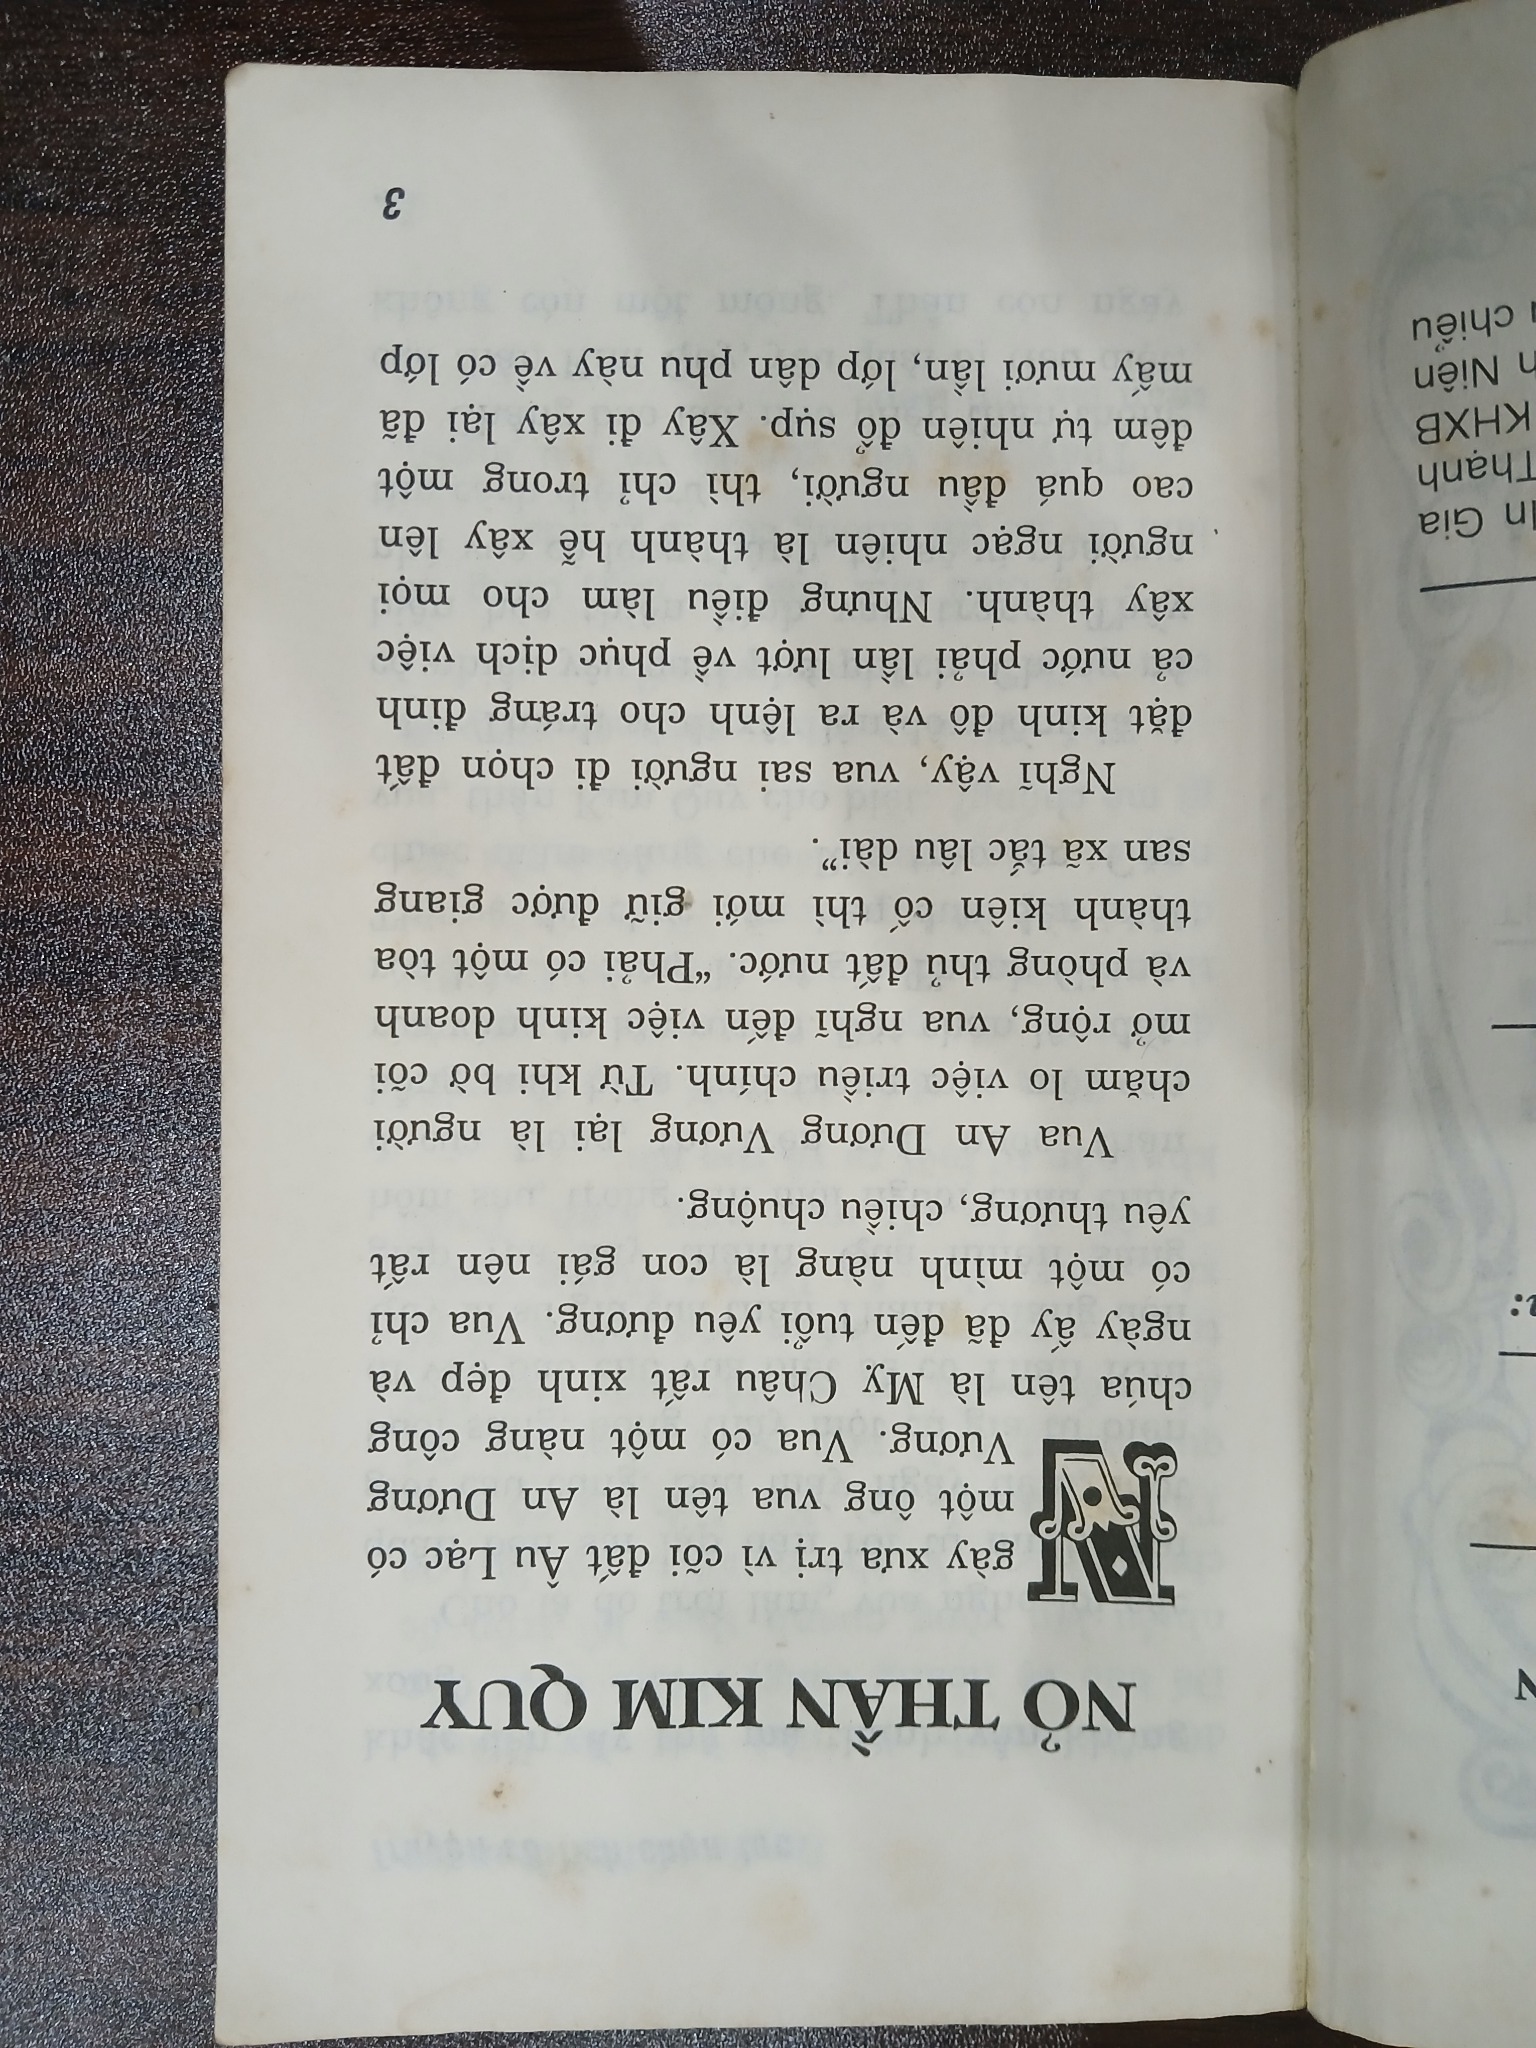 NỎ THẦN KIM QUY
Ngày xưa trị vì cõi đất Âu Lạc có
một ông vua tên là An Dương
Vương. Vua có một nàng công
chúa tên là Mỵ Châu rất xinh đẹp và
ngày ấy đã đến tuổi yêu đương. Vua chỉ
có một mình nàng là con gái nên rất
yêu thương, chiều chuộng.
Vua An Dương Vương lại là người
chăm lo việc triều chính. Từ khi bờ cõi
mở rộng, vua nghĩ đến việc kinh doanh
và phòng thủ đất nước. “Phải có một tòa
thành kiên cố thì mới giữ được giang
san xã tắc lâu dài”.
Nghĩ vậy, vua sai người đi chọn đất
đặt kinh đô và ra lệnh cho tráng đinh
cả nước phải lần lượt về phục dịch việc
xây thành. Nhưng điều làm cho mọi
người ngạc nhiên là thành hễ xây lên
cao quá đầu người, thì chỉ trong một
đêm tự nhiên đổ sụp. Xây đi xây lại đã
mấy mươi lần, lớp dân phu này về có lớp
3
In Gia
Thạnh
KHXB
Niên
chiểu